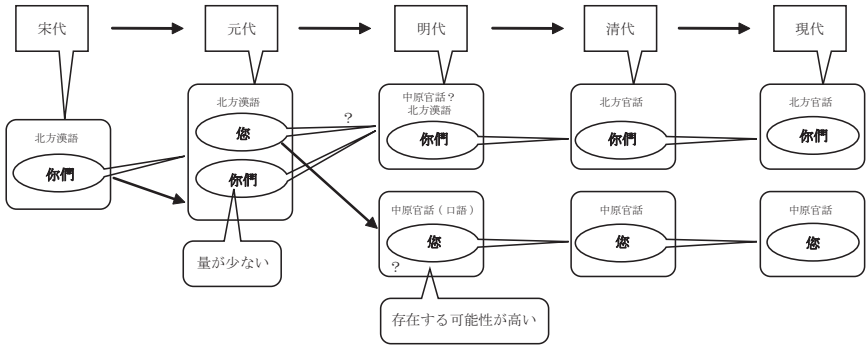 宋代
元代
明代
清代
現代
北方漢語
你們
北方漢語
您
你們
量が少ない
?
中原官話?
北方漢語
你們
中原官話（口語）
您
?
存在する可能性が高い
北方官話
你們
中原官話
您
北方官話
你們
中原官話
您